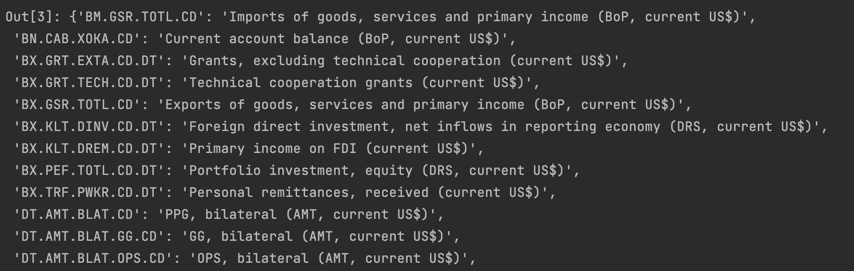 Out[3]: {'BM.GSR.TOTL.CD': 'Imports of goods, services and primary income (BoP, current US$)',
'BN.CAB.XOKA.CD': 'Current account balance (BoP, current US$)',
'BX.GRT.EXTA.CD.DT': 'Grants, excluding technical cooperation (current US$)',
'BX.GRT.TECH.CD.DT': 'Technical cooperation grants (current US$)',
'BX.GSR.TOTL.CD': 'Exports of goods, services and primary income (BoP, current US$)',
'BX.KLT.DINV.CD.DT': 'Foreign direct investment, net inflows in reporting economy (DRS, current US$)',
'BX.KLT.DREM.CD.DT': 'Primary income on FDI (current US$)',
'BX.PEF.TOTL.CD.DT': 'Portfolio investment, equity (DRS, current US$)',
'BX.TRF.PWKR.CD.DT': 'Personal remittances, received (current US$)',
'DT.AMT.BLAT.CD': 'PPG, bilateral (AMT, current US$)',
'DT.AMT.BLAT.GG.CD': 'GG, bilateral (AMT, current US$)',
'DT.AMT.BLAT.OPS.CD': 'OPS, bilateral (AMT, current US$)',